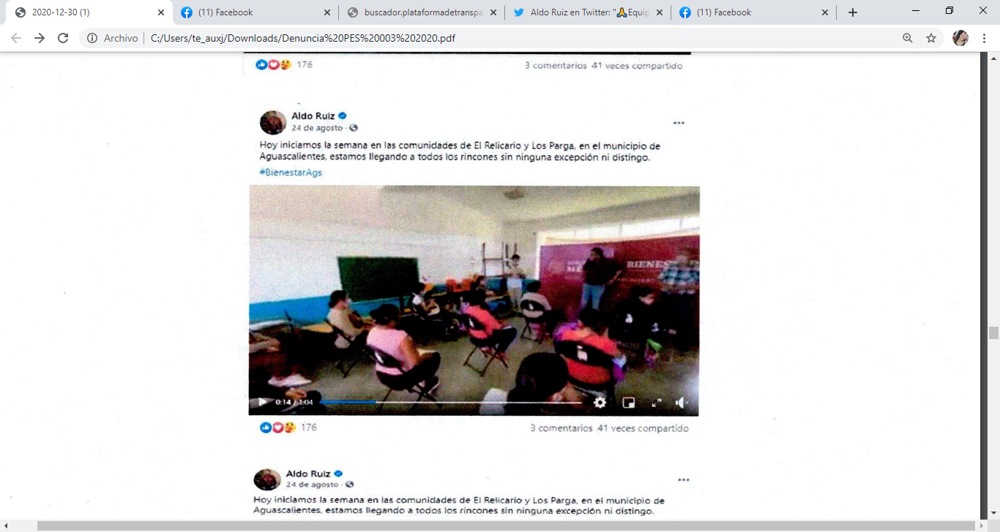 2020-12-30 (1)
(11) Facebook
buscador.plataformadetranspa
Aldo Ruiz en Twitter: "🙏Equip
(11) Facebook
Archivo
C:/Users/te_auxj/Downloads/Denuncia%20PES%20003%202020.pdf
176
3 comentarios 41 veces compartido
Aldo Ruiz
24 de agosto ·
Hoy iniciamos la semana en las comunidades de El Relicario y Los Parga, en el municipio de
Aguascalientes, estamos llegando a todos los rincones sin ninguna excepción ni distingo.
#BienestarAgs
BIENES
0:14 / 1:04
176
3 comentarios 41 veces compartido
Aldo Ruiz
24 de agosto ·
Hoy iniciamos la semana en las comunidades de El Relicario y Los Parga, en el municipio de
Aguascalientes, estamos llegando a todos los rincones sin ninguna excepción ni distingo.